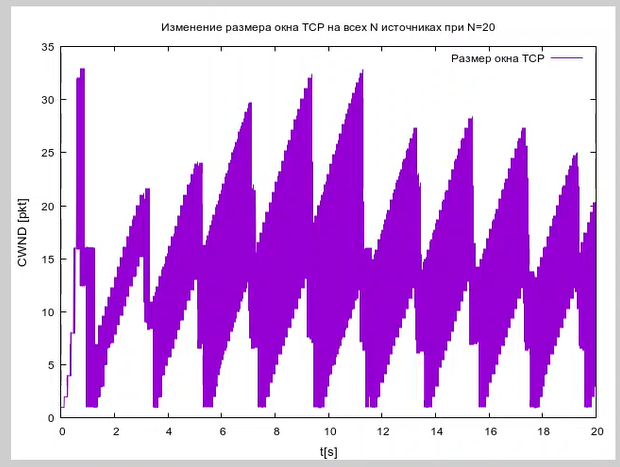 Изменение размера окна TCP на всех N источниках при N=20
Размер окна TCP
CWND [pkt]
35
30
25
20
15
10
5
0
0 2 4 6 8 10 12 14 16 18 20
t[s]